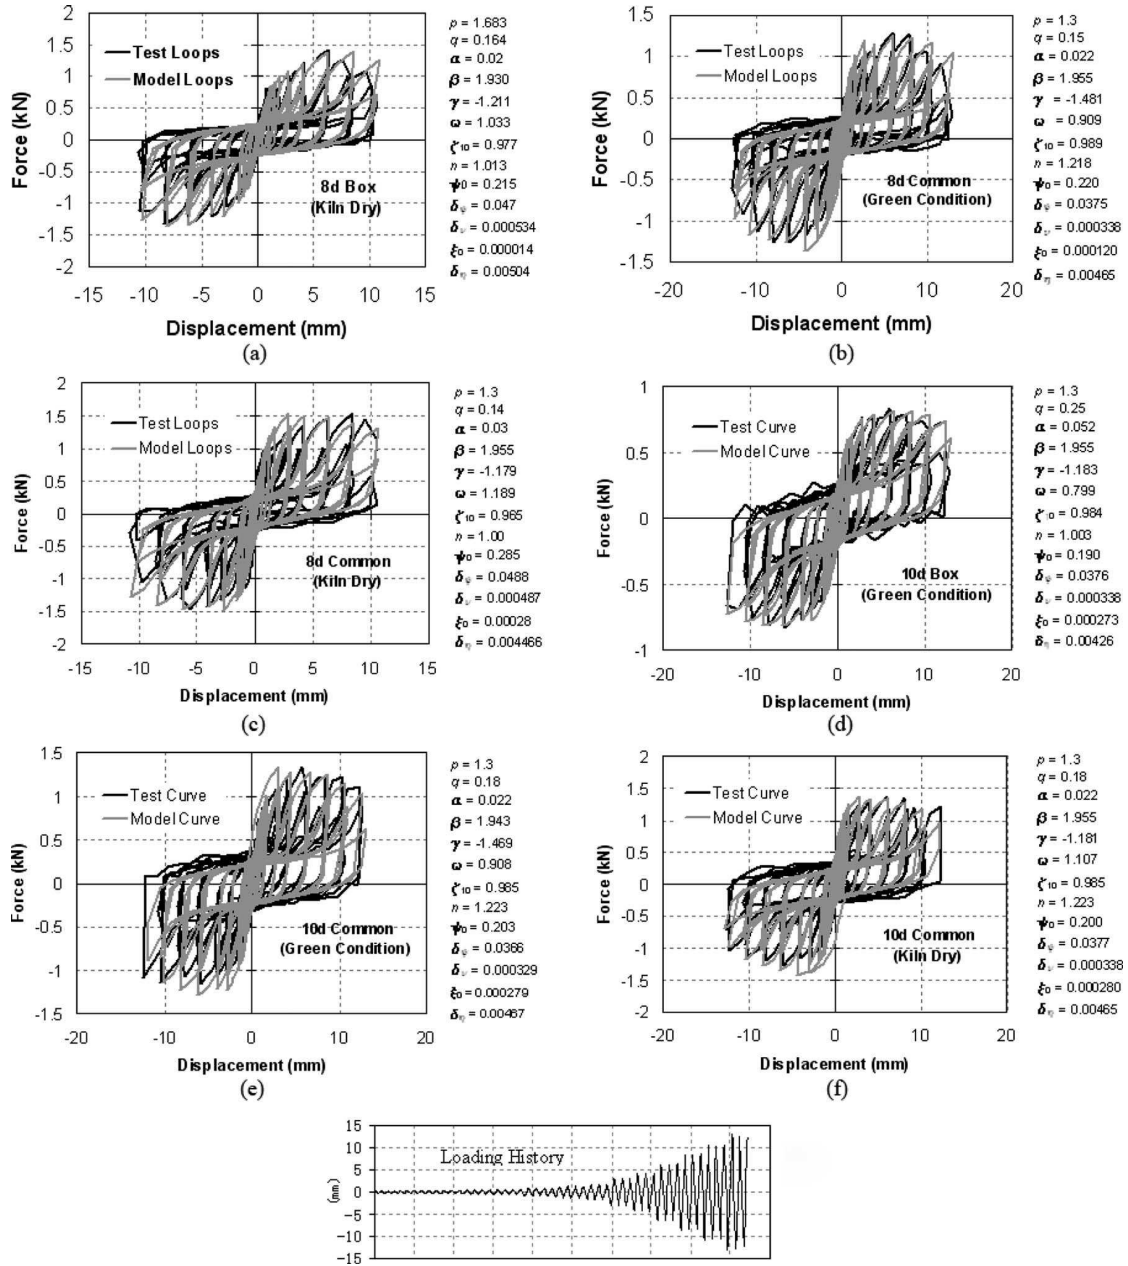 2
1.5
1
0.5
0
-0.5
-1
-1.5
-2
Force (kN)
Test Loops
Model Loops
8d Box
(Kiln Dry)
-15 -10 -5 0 5 10 15
Displacement (mm)
(a)
p = 1.683
q = 0.164
α = 0.02
β = 1.930
γ = -1.211
ω = 1.033
ζ10 = 0.977
n = 1.013
ψ0 = 0.215
δψ = 0.047
δν = 0.000534
ξ0 = 0.000014
δη = 0.00504
1.5
1
0.5
0
-0.5
-1
-1.5
Force (kN)
Test Loops
Model Loops
8d Common
(Green Condition)
-20 -10 0 10 20
Displacement (mm)
(b)
p = 1.3
q = 0.15
α = 0.022
β = 1.955
γ = -1.481
ω = 0.909
ζ10 = 0.989
n = 1.218
ψ0 = 0.220
δψ = 0.0375
δν = 0.000338
ξ0 = 0.000120
δη = 0.00465
2
1.5
1
0.5
0
-0.5
-1
-1.5
-2
Force (kN)
Test Loops
Model Loops
8d Common
(Kiln Dry)
-15 -10 -5 0 5 10 15
Displacement (mm)
(c)
p = 1.3
q = 0.14
α = 0.03
β = 1.955
γ = -1.179
ω = 1.189
ζ10 = 0.965
n = 1.00
ψ0 = 0.285
δψ = 0.0488
δν = 0.000487
ξ0 = 0.00028
δη = 0.004466
1
0.5
0
-0.5
-1
Force (kN)
Test Curve
Model Curve
10d Box
(Green Condition)
-20 -10 0 10 20
Displacement (mm)
(d)
p = 1.3
q = 0.25
α = 0.052
β = 1.955
γ = -1.183
ω = 0.799
ζ10 = 0.984
n = 1.003
ψ0 = 0.190
δψ = 0.0376
δν = 0.000338
ξ0 = 0.000273
δη = 0.00426
1.5
1
0.5
0
-0.5
-1
-1.5
Force (kN)
Test Curve
Model Curve
10d Common
(Green Condition)
-20 -10 0 10 20
Displacement (mm)
(e)
p = 1.3
q = 0.18
α = 0.022
β = 1.943
γ = -1.469
ω = 0.908
ζ10 = 0.985
n = 1.223
ψ0 = 0.203
δψ = 0.0366
δν = 0.000329
ξ0 = 0.000279
δη = 0.00467
2
1.5
1
0.5
0
-0.5
-1
-1.5
-2
Force (kN)
Test Curve
Model Curve
10d Common
(Kiln Dry)
-20 -10 0 10 20
Displacement (mm)
(f)
p = 1.3
q = 0.18
α = 0.022
β = 1.955
γ = -1.181
ω = 1.107
ζ10 = 0.985
n = 1.223
ψ0 = 0.200
δψ = 0.0377
δν = 0.000338
ξ0 = 0.000280
δη = 0.00465
15
10
5
0
-5
-10
-15
(mm)
Loading History